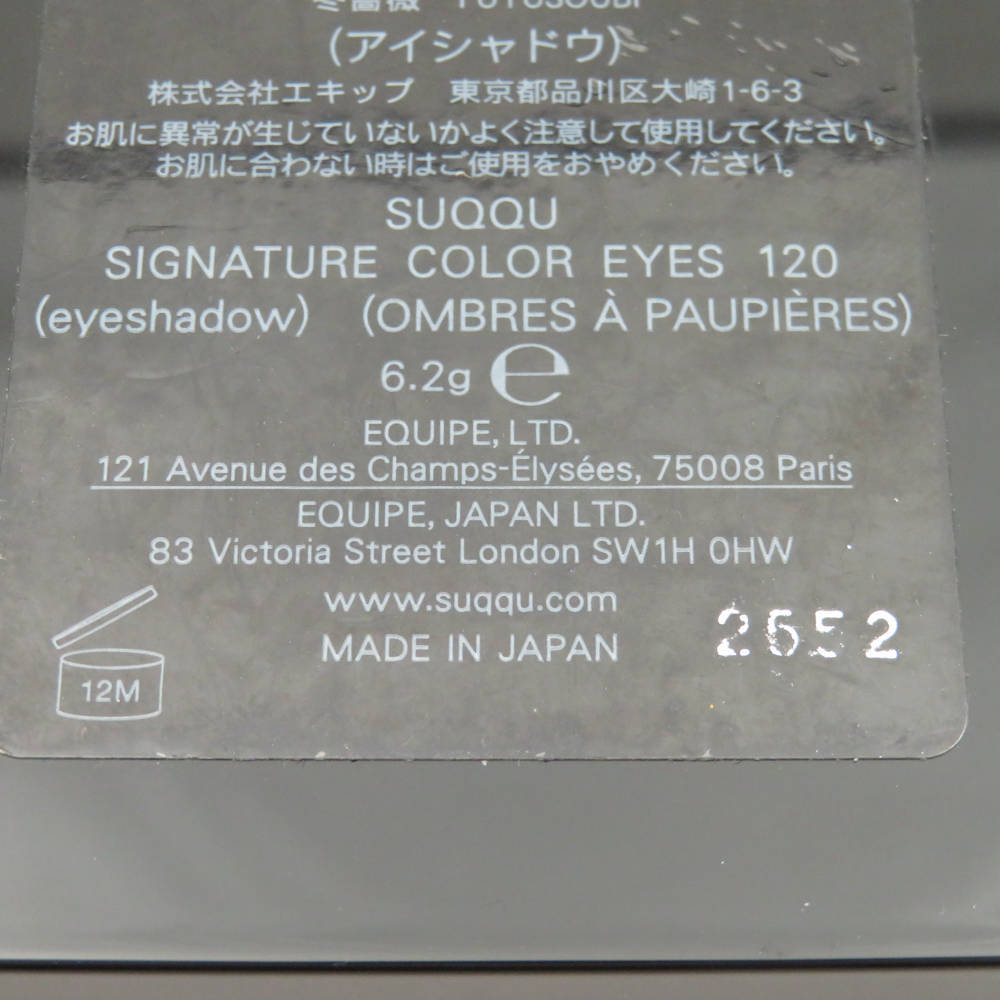 (アイシャドウ)
株式会社エキップ 東京都品川区大崎1-6-3
お肌に異常が生じていないかよく注意して使用してください。
お肌に合わない時はご使用をおやめください。
SUQQU
SIGNATURE COLOR EYES 120
(eyeshadow) (OMBRES À PAUPIÈRES)
6.2g ℮
EQUIPE, LTD.
121 Avenue des Champs-Élysées, 75008 Paris
EQUIPE, JAPAN LTD.
83 Victoria Street London SW1H 0HW
www.suqqu.com
MADE IN JAPAN
12M